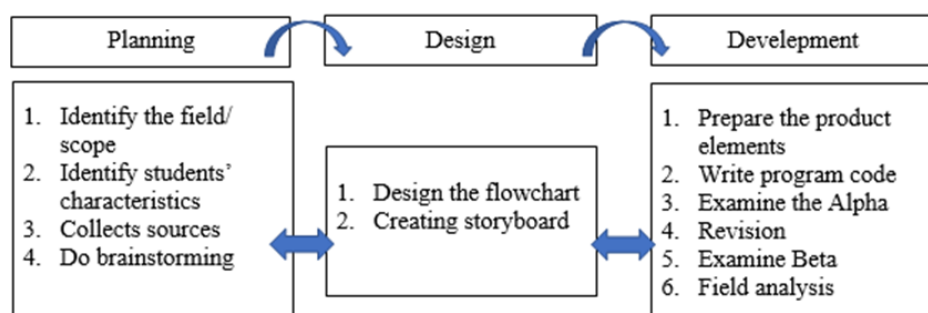 Planning
Design
Develepment
1. Identify the field/
scope
2. Identify students’
characteristics
3. Collects sources
4. Do brainstorming
1. Design the flowchart
2. Creating storyboard
1. Prepare the product
elements
2. Write program code
3. Examine the Alpha
4. Revision
5. Examine Beta
6. Field analysis